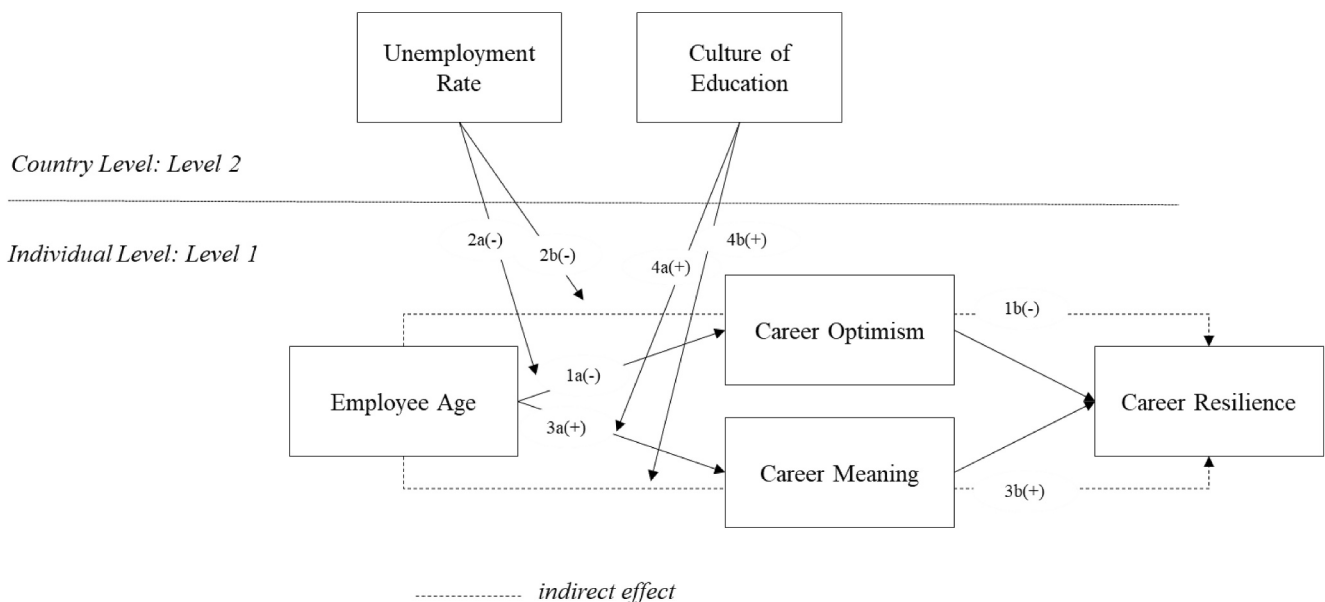 Unemployment
Rate
Culture of
Education
Country Level: Level 2
Individual Level: Level 1
2a(-)
2b(-)
4a(+)
4b(+)
1b(-)
Career Optimism
1a(-)
Employee Age
Career Resilience
3a(+)
Career Meaning
3b(+)
indirect effect